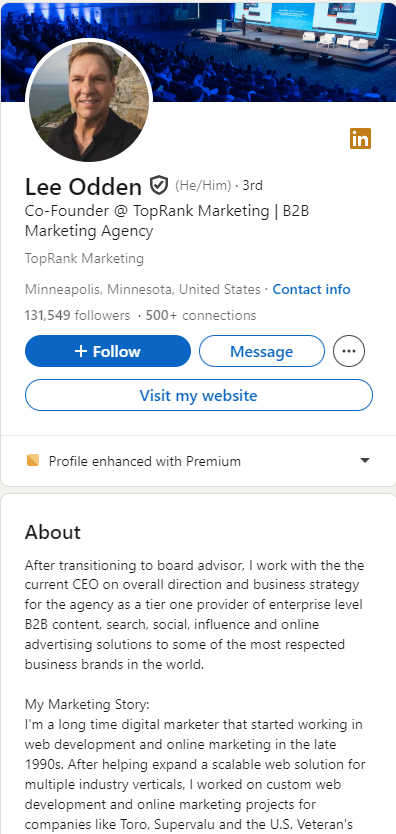 in
Lee Odden (He/Him) · 3rd
Co-Founder @ TopRank Marketing | B2B
Marketing Agency
TopRank Marketing
Minneapolis, Minnesota, United States · Contact info
131,549 followers · 500+ connections
+ Follow
Message
Visit my website
Profile enhanced with Premium
About
After transitioning to board advisor, I work with the the
current CEO on overall direction and business strategy
for the agency as a tier one provider of enterprise level
B2B content, search, social, influence and online
advertising solutions to some of the most respected
business brands in the world.
My Marketing Story:
I'm a long time digital marketer that started working in
web development and online marketing in the late
1990s. After helping expand a scalable web solution for
multiple industry verticals, I worked on custom web
development and online marketing projects for
companies like Toro, Supervalu and the U.S. Veteran's